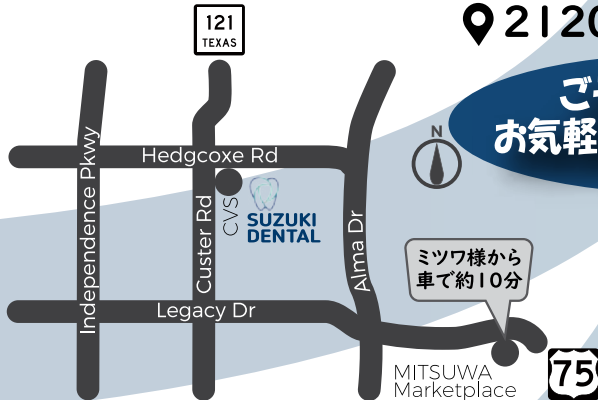 121
TEXAS
2120
ご
お気軽
N
Hedgcoxe Rd
Independence Pkwy
Custer Rd
CVS
SUZUKI
DENTAL
Alma Dr
ミツワ様から
車で約10分
Legacy Dr
MITSUWA
Marketplace
75